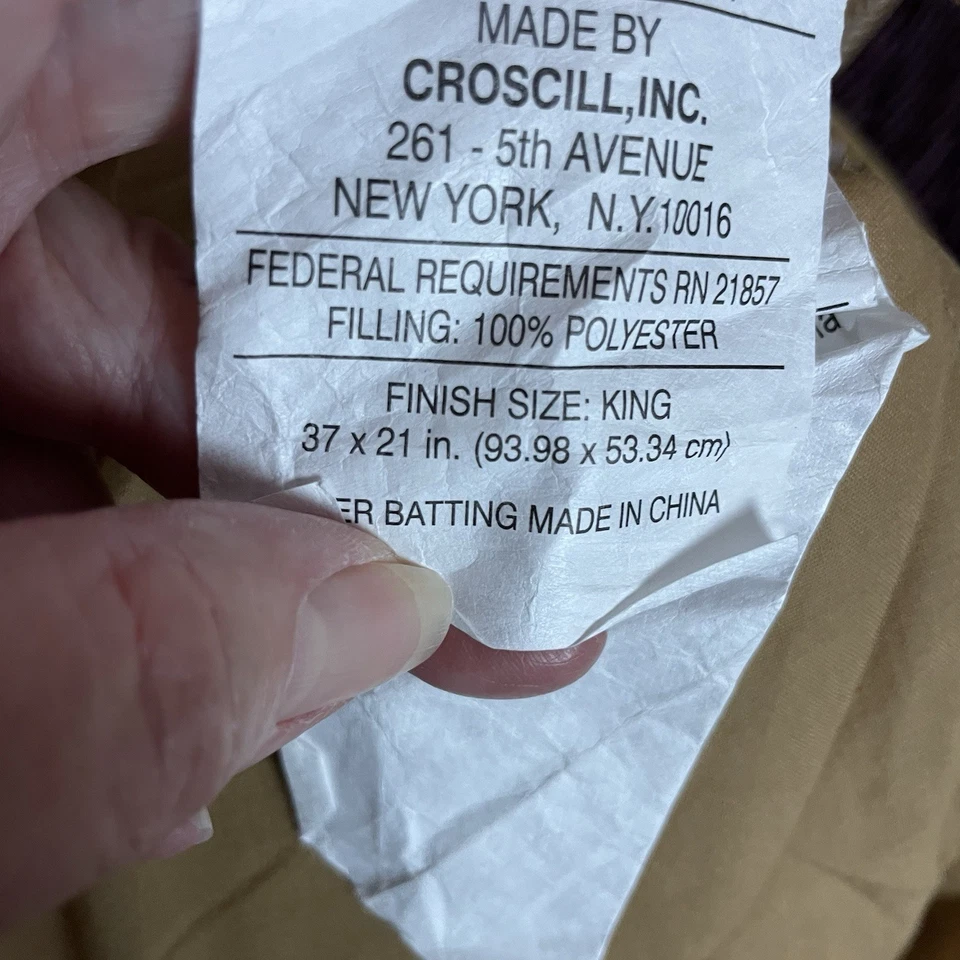 MADE BY
CROSCILL,INC.
261 - 5th AVENUE
NEW YORK, N.Y.10016
FEDERAL REQUIREMENTS RN 21857
FILLING: 100% POLYESTER
FINISH SIZE: KING
37 x 21 in. (93.98 x 53.34 cm)
ER BATTING MADE IN CHINA